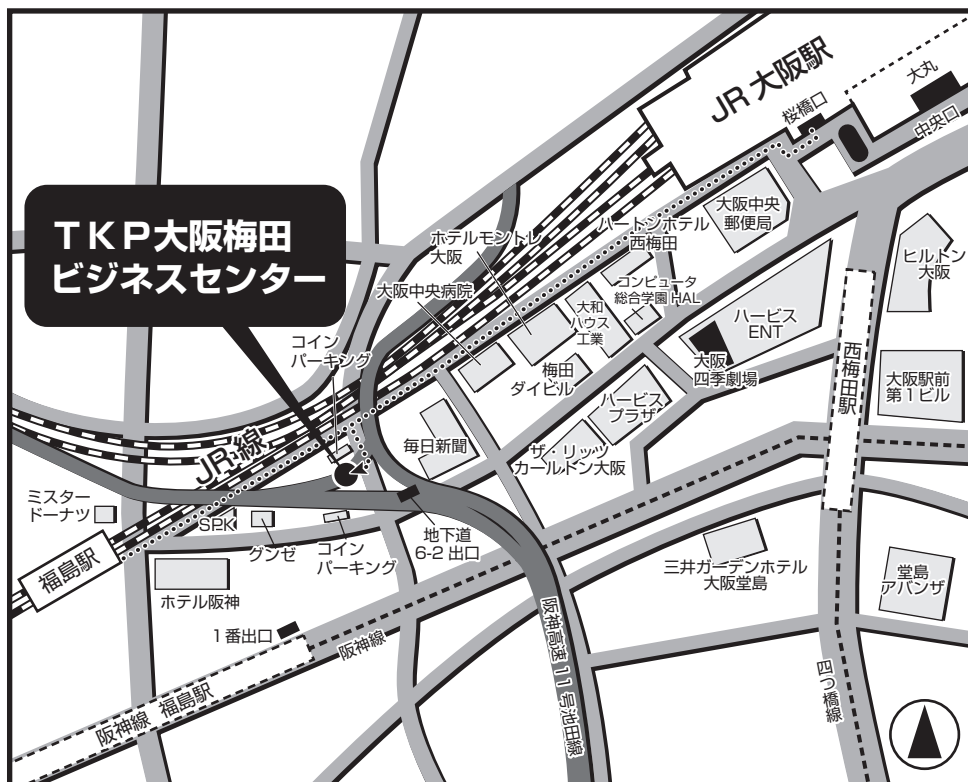 JR 大阪駅
大丸
桜橋口
中央口
TKP大阪梅田
ビジネスセンター
ホテルモントレ
大阪
ハートンホテル
西梅田
大阪中央
郵便局
ヒルトン
大阪
大阪中央病院
コンピュータ
総合学園 HAL
大和
ハウス
工業
ハービス
ENT
コイン
パーキング
梅田
ダイビル
大阪
四季劇場
西梅田駅
大阪駅前
第1ビル
ハービス
プラザ
JR 線
毎日新聞
ザ・リッツ
カールトン大阪
ミスター
ドーナツ
SPK
グンゼ
コイン
パーキング
地下道
6-2 出口
福島駅
ホテル阪神
三井ガーデンホテル
大阪堂島
堂島
アバンザ
1番出口
阪神線
阪神高速 11 号池田線
四つ橋線
阪神線 福島駅